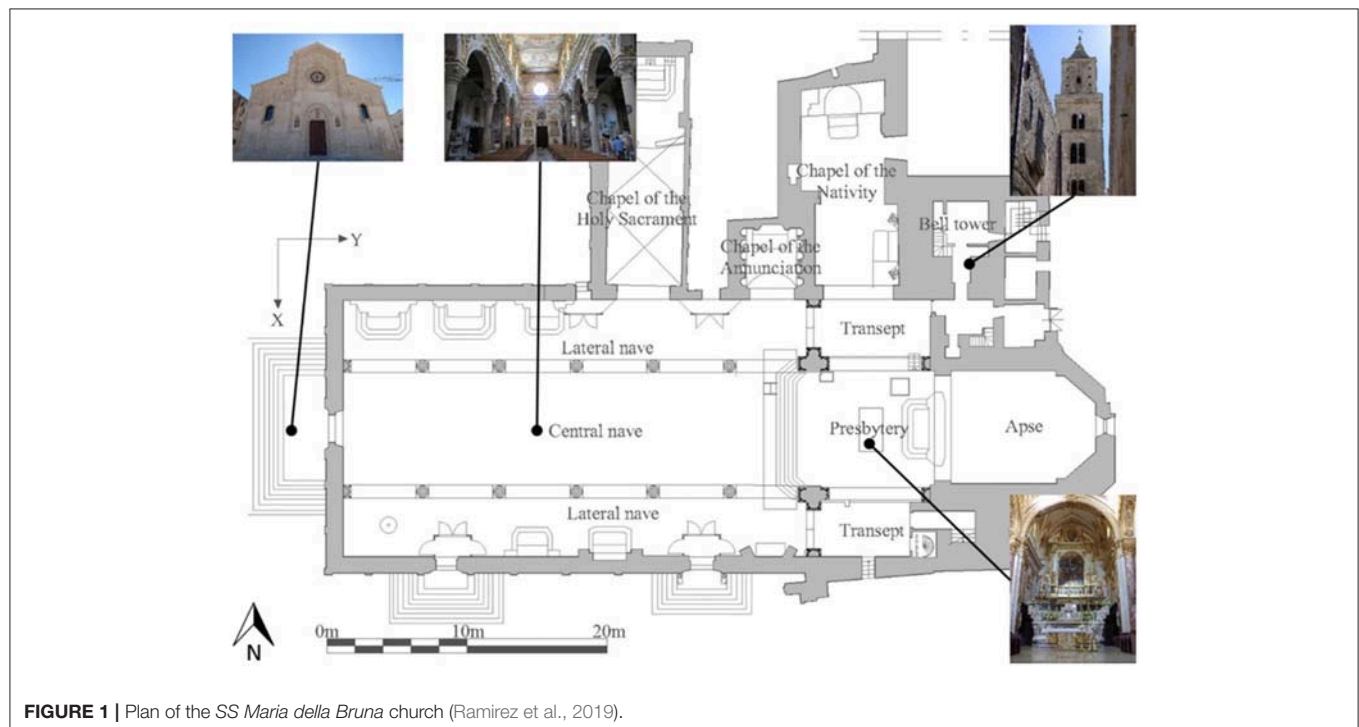 Chapel of the
Nativity
Chapel of the
Holy Sacrament
Bell tower
Chapel of the
Annunciation
Y
X
Transept
Lateral nave
Central nave
Presbytery
Apse
Lateral nave
Transept
N
0m
10m
20m
FIGURE 1 | Plan of the SS Maria della Bruna church (Ramirez et al., 2019).